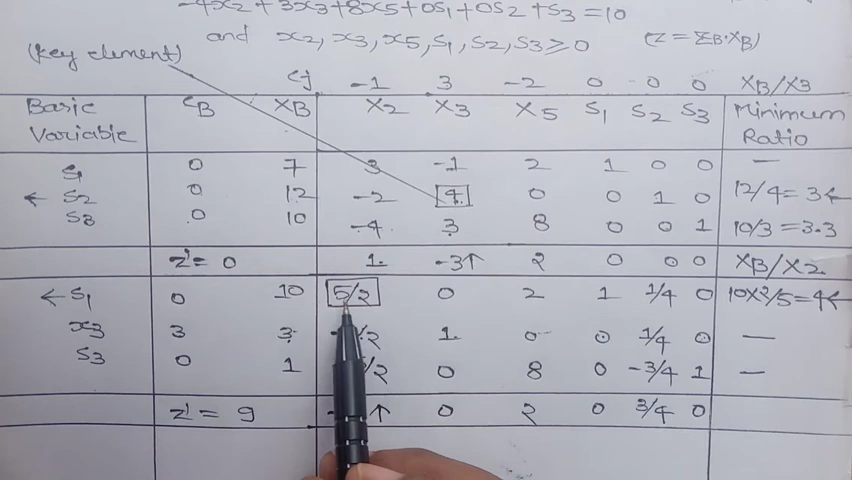 -4x2 + 3x3 + 8x5 + 0s1 + 0s2 + s3 = 10
and x2, x3, x5, s1, s2, s3 ≥ 0 (z = ΣB·XB)
(Key element)
Cj -1 3 -2 0 0 0 XB/X3
Basic Variable CB XB X2 X3 X5 S1 S2 S3 Minimum Ratio
S1 0 7 3 -1 2 1 0 0 —
← S2 0 12 -2 4 0 0 1 0 12/4 = 3 ←
S3 0 10 -4 3 8 0 0 1 10/3 = 3.3
z' = 0 1 -3↑ 2 0 0 0 XB/X2
← S1 0 10 5/2 0 2 1 1/4 0 10×2/5 = 4 ←
x3 3 3 /2 1 0 0 1/4 0 —
S3 0 1 /2 0 8 0 -3/4 1 —
z' = 9 ↑ 0 2 0 3/4 0